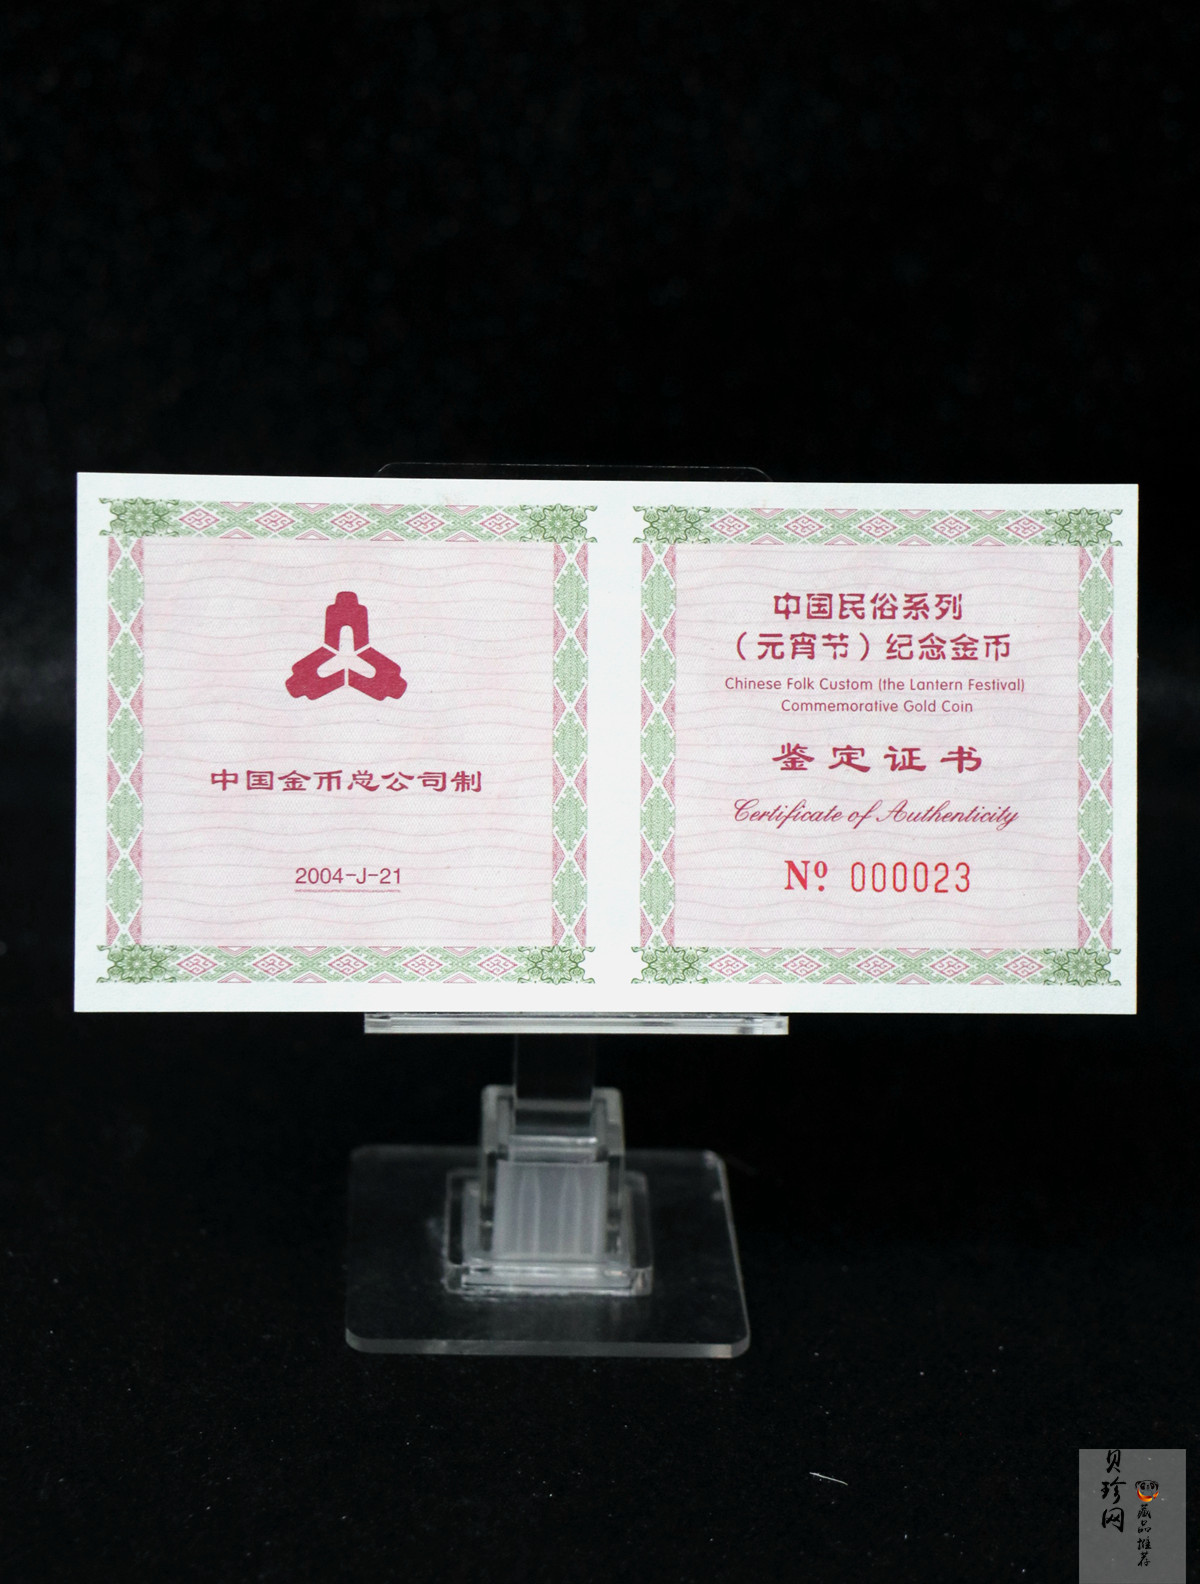 中国金币总公司制
2004-J-21
中国民俗系列
（元宵节）纪念金币
Chinese Folk Custom (the Lantern Festival)
Commemorative Gold Coin
鉴定证书
Certificate of Authenticity
Nº 000023
贝珍网
藏品推荐